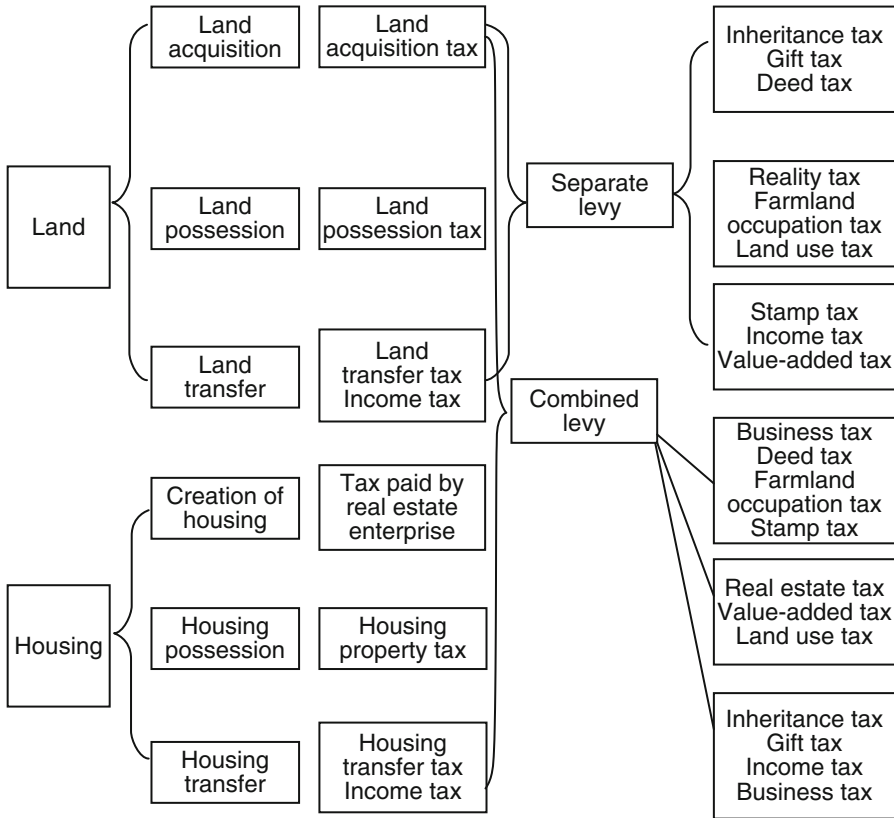 Land
Land
acquisition
Land
possession
Land
transfer
Land
acquisition tax
Land
possession tax
Land
transfer tax
Income tax
Housing
Creation of
housing
Housing
possession
Housing
transfer
Tax paid by
real estate
enterprise
Housing
property tax
Housing
transfer tax
Income tax
Separate
levy
Combined
levy
Inheritance tax
Gift tax
Deed tax
Reality tax
Farmland
occupation tax
Land use tax
Stamp tax
Income tax
Value-added tax
Business tax
Deed tax
Farmland
occupation tax
Stamp tax
Real estate tax
Value-added tax
Land use tax
Inheritance tax
Gift tax
Income tax
Business tax